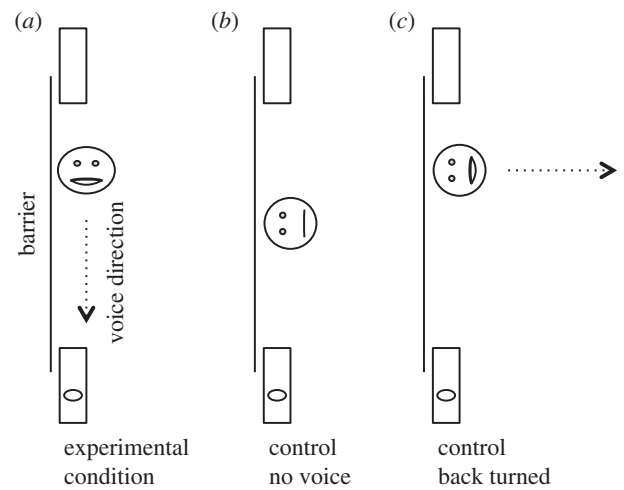 (a)
(b)
(c)
barrier
voice direction
experimental
condition
control
no voice
control
back turned